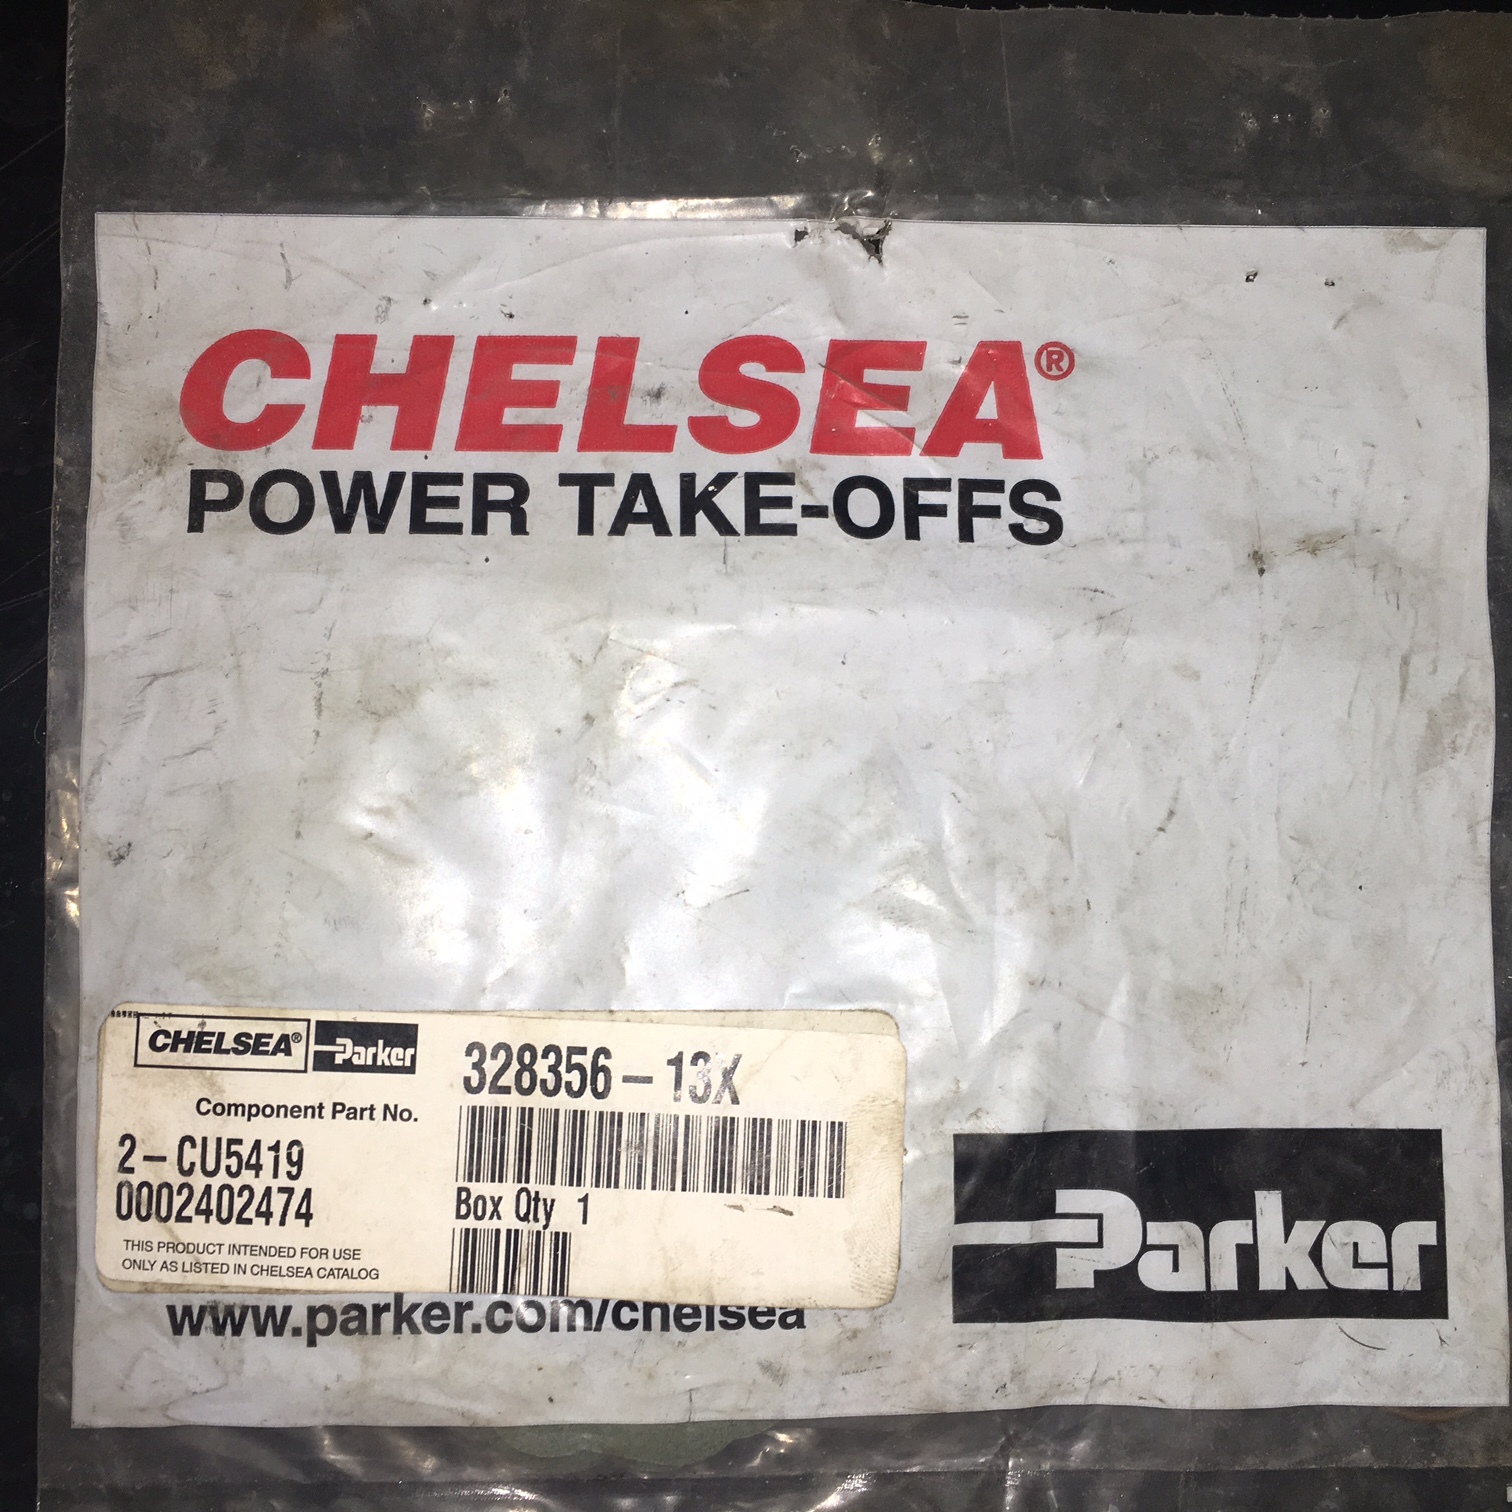 CHELSEA®
POWER TAKE-OFFS
CHELSEA® Parker
328356-13X
Component Part No.
2-CU5419
0002402474
Box Qty 1
THIS PRODUCT INTENDED FOR USE
ONLY AS LISTED IN CHELSEA CATALOG
www.parker.com/chelsea
Parker